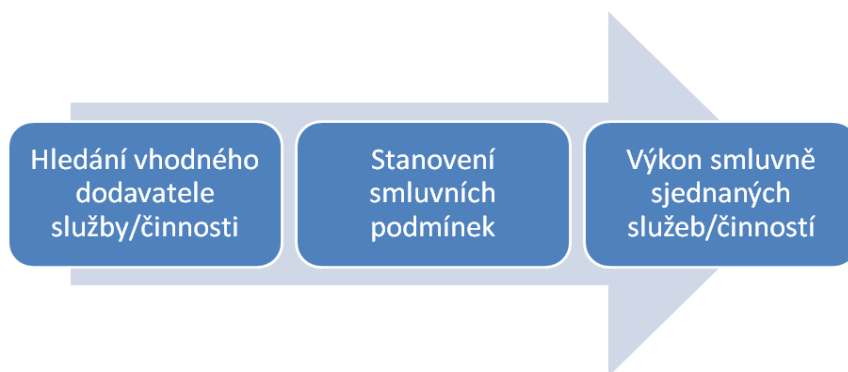 Hledání vhodného
dodavatele
služby/činnosti
Stanovení
smluvních
podmínek
Výkon smluvně
sjednaných
služeb/činností